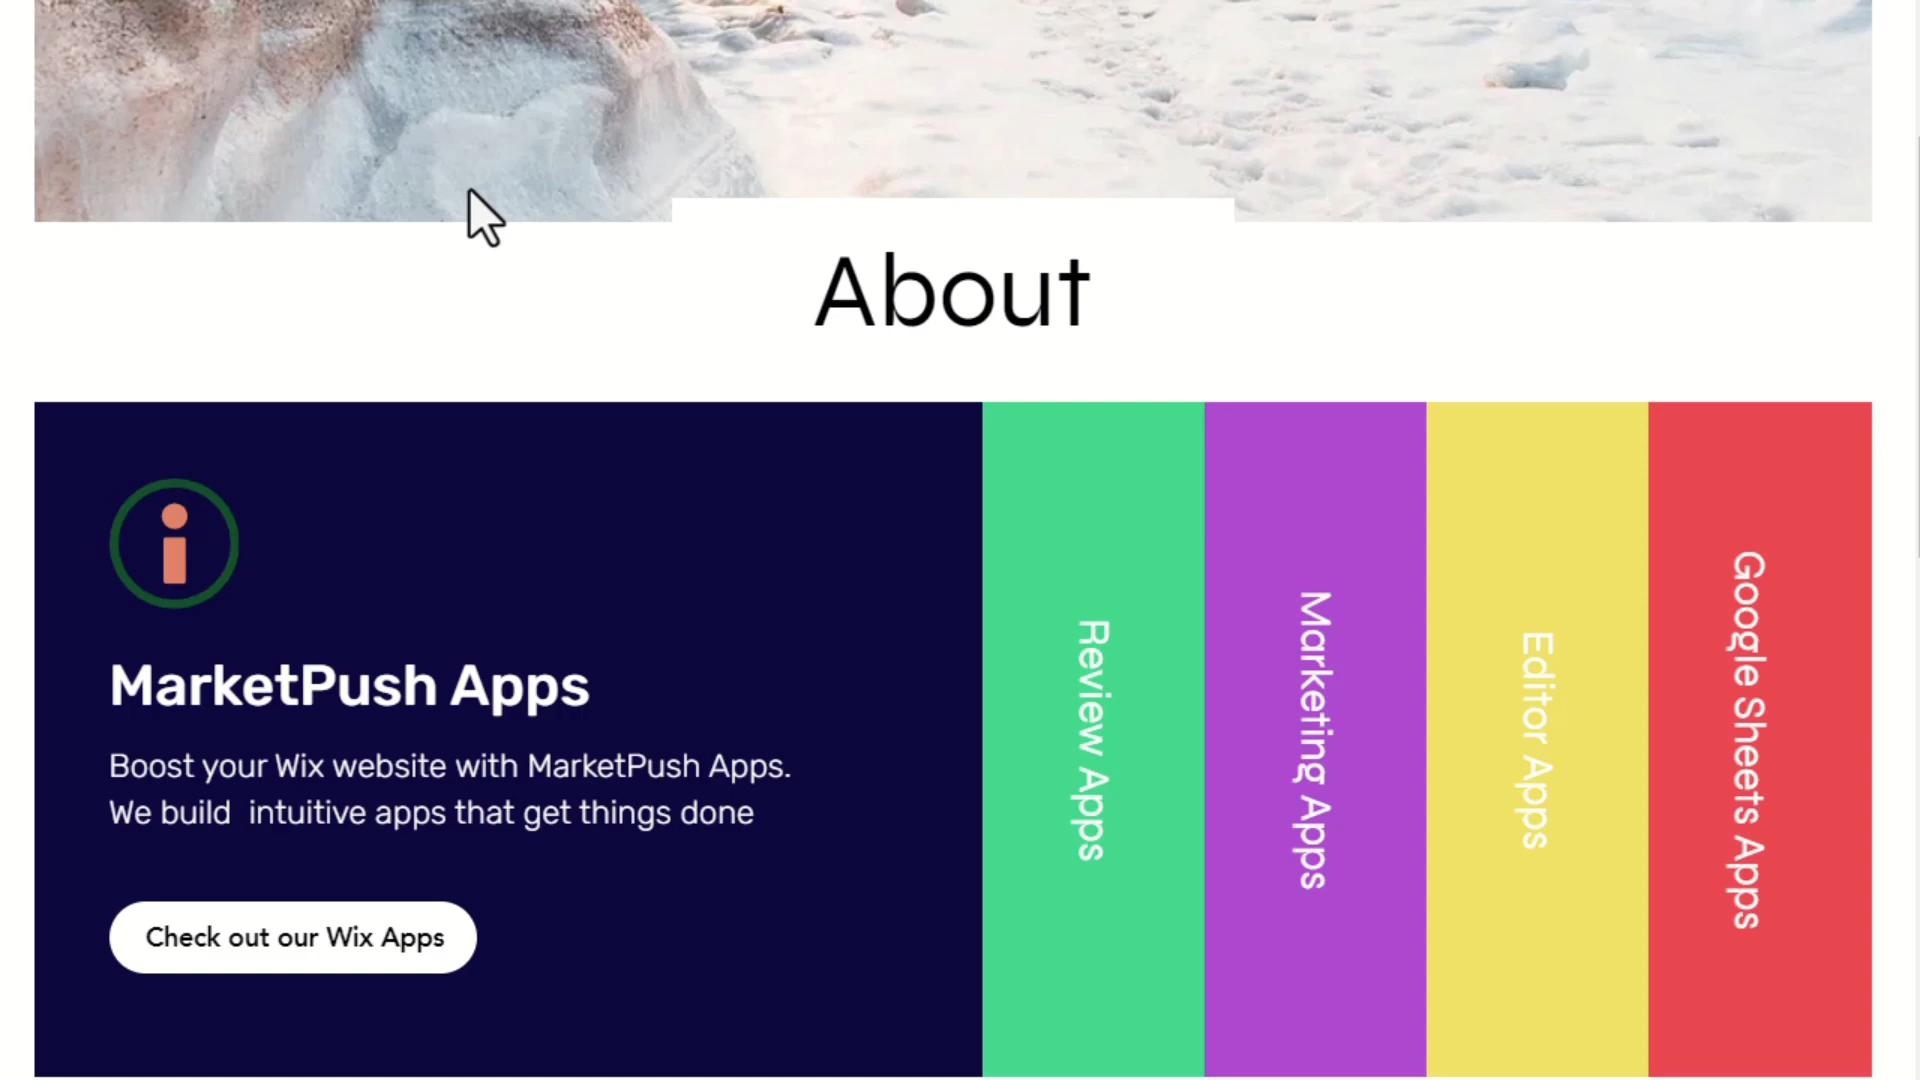 About
MarketPush Apps
Boost your Wix website with MarketPush Apps.
We build  intuitive apps that get things done
Check out our Wix Apps
Review Apps
Marketing Apps
Editor Apps
Google Sheets Apps